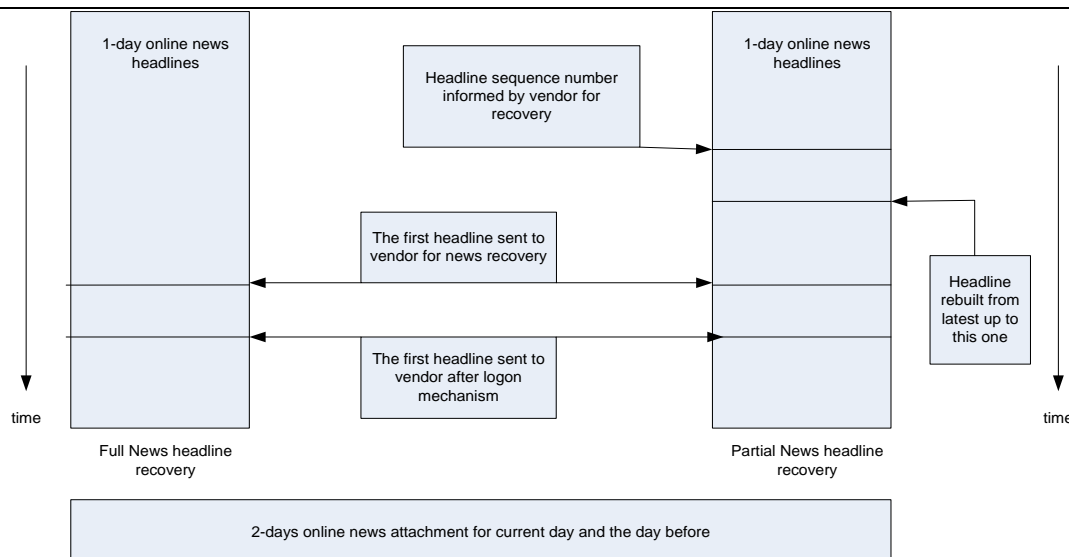 1-day online news
headlines
Headline sequence number
informed by vendor for
recovery
1-day online news
headlines
The first headline sent to
vendor for news recovery
Headline
rebuilt from
latest up to
this one
The first headline sent to
vendor after logon
mechanism
time
time
Full News headline
recovery
Partial News headline
recovery
2-days online news attachment for current day and the day before